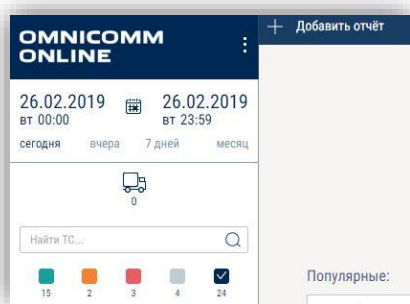 OMNICOMM
ONLINE
Добавить отчёт
26.02.2019 26.02.2019
вт 00:00 вт 23:59
сегодня вчера 7 дней месяц
0
Найти ТС...
15 2 3 4 24
Популярные: